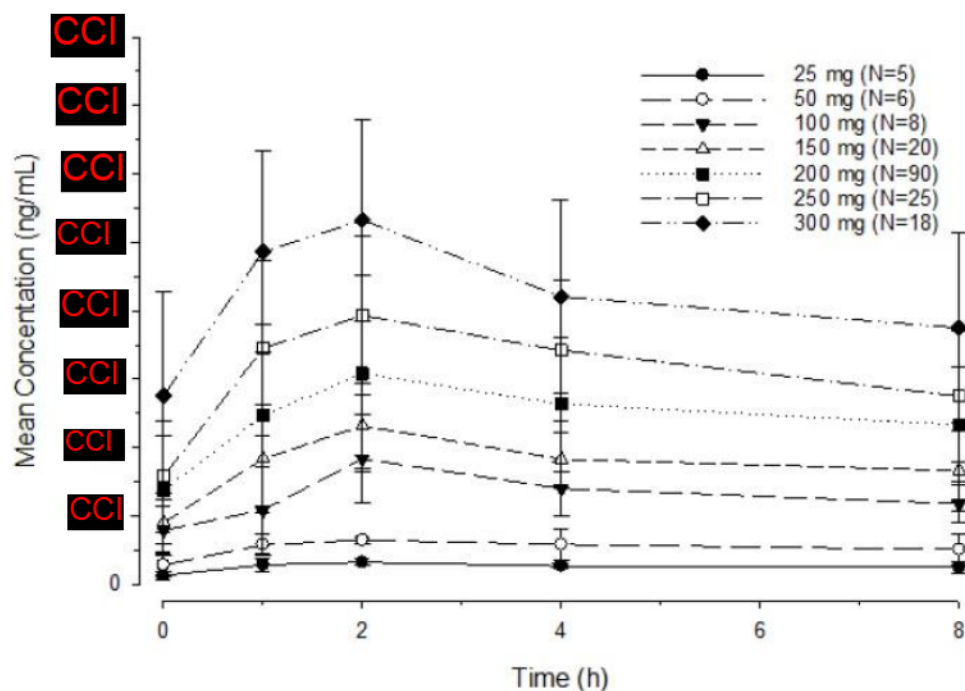 CCI
CCI
CCI
CCI
CCI
CCI
CCI
CCI
0
Mean Concentration (ng/mL)
25 mg (N=5)
50 mg (N=6)
100 mg (N=8)
150 mg (N=20)
200 mg (N=90)
250 mg (N=25)
300 mg (N=18)
0 2 4 6 8
Time (h)